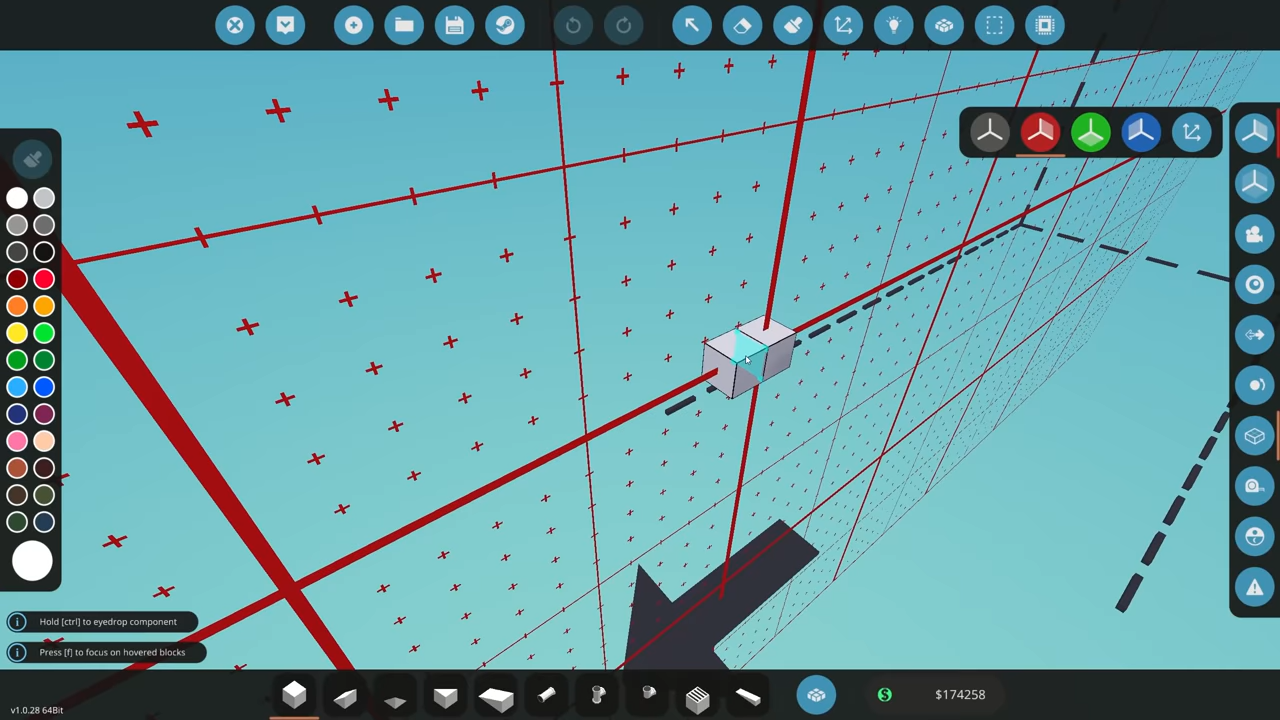 Hold [ctrl] to eyedrop component
Press [f] to focus on hovered blocks
v1.0.28 64Bit
$ $174258